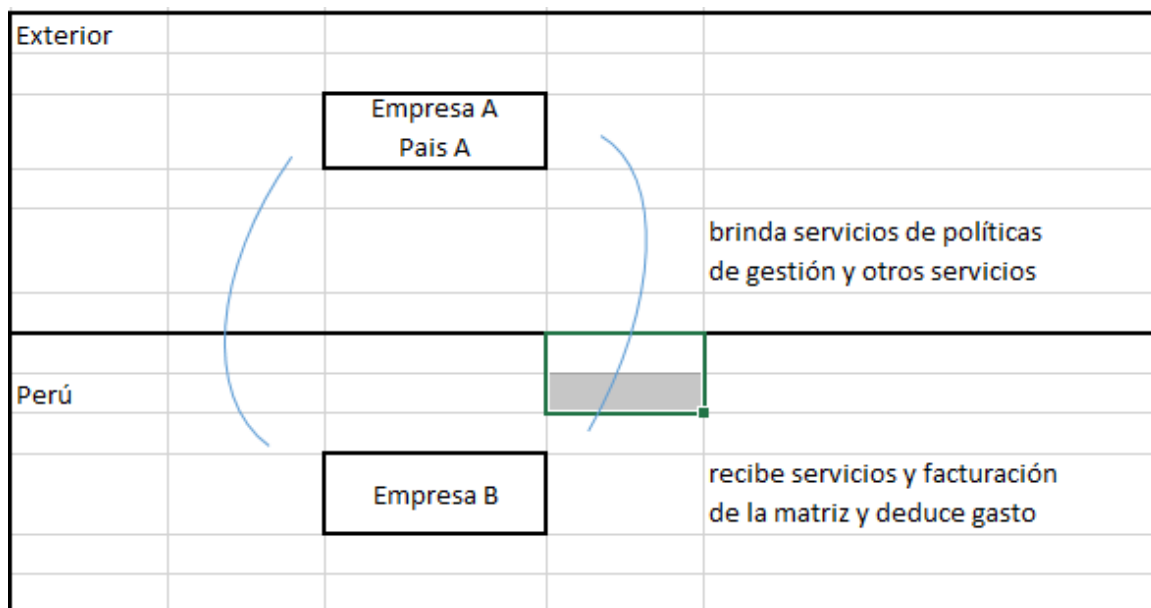 Exterior
Empresa A
Pais A
brinda servicios de políticas
de gestión y otros servicios
Perú
recibe servicios y facturación
Empresa B
de la matriz y deduce gasto